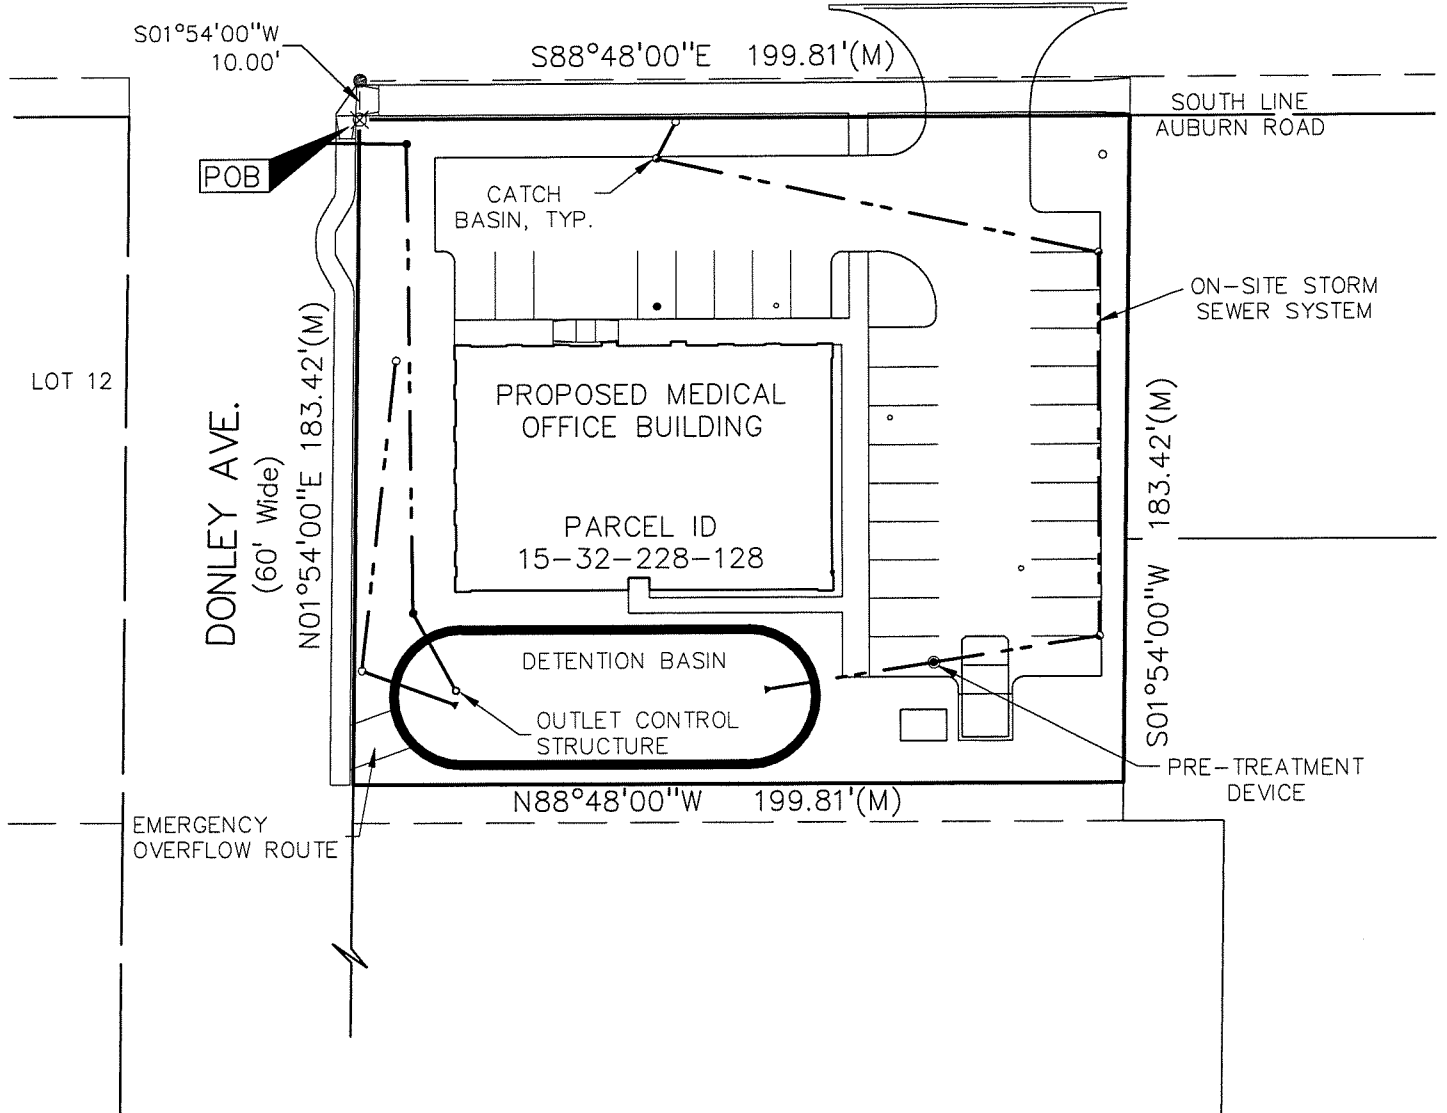 S01°54'00"W
10.00'
S88°48'00"E 199.81'(M)
SOUTH LINE
AUBURN ROAD
POB
CATCH
BASIN, TYP.
ON-SITE STORM
SEWER SYSTEM
LOT 12
DONLEY AVE.
(60' Wide)
N01°54'00"E 183.42'(M)
PROPOSED MEDICAL
OFFICE BUILDING
PARCEL ID
15-32-228-128
S01°54'00"W 183.42'(M)
DETENTION BASIN
OUTLET CONTROL
STRUCTURE
PRE-TREATMENT
DEVICE
N88°48'00"W 199.81'(M)
EMERGENCY
OVERFLOW ROUTE